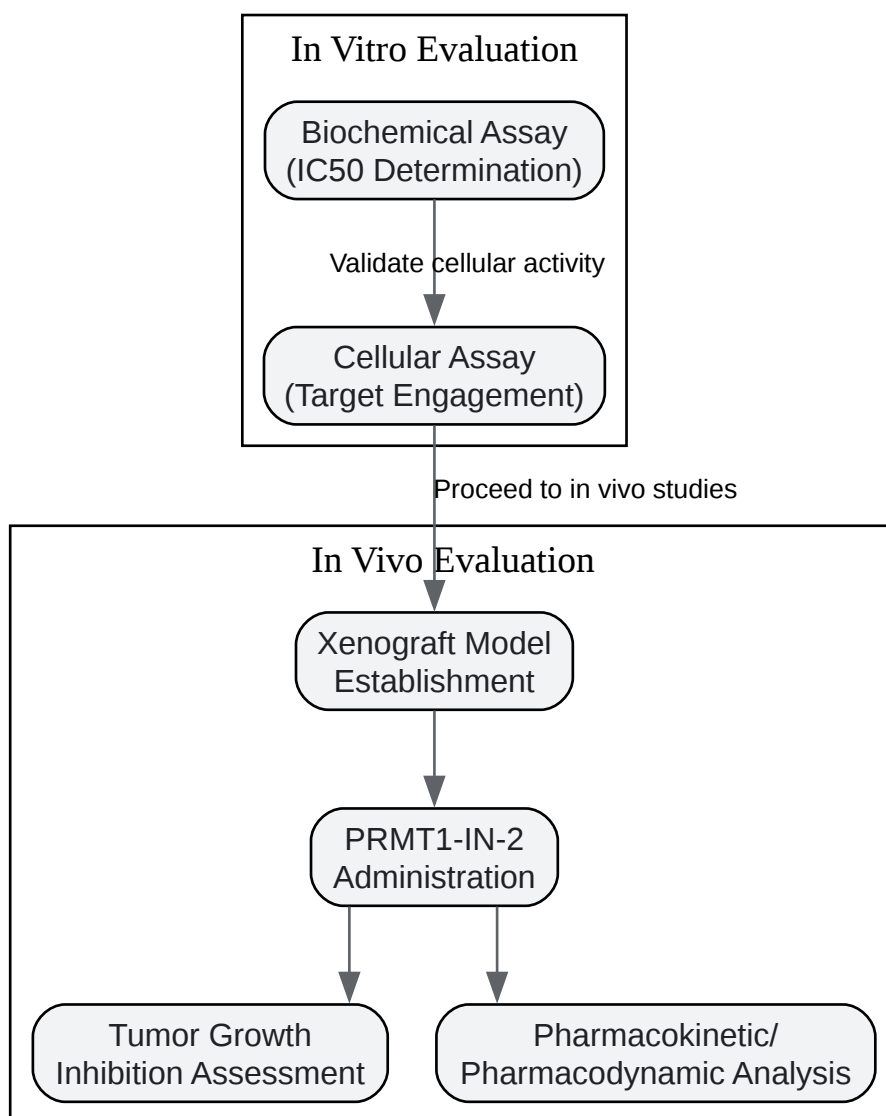 In Vitro Evaluation
Biochemical Assay
(IC50 Determination)
Validate cellular activity
Cellular Assay
(Target Engagement)
Proceed to in vivo studies
In Vivo Evaluation
Xenograft Model
Establishment
PRMT1-IN-2
Administration
Tumor Growth
Inhibition Assessment
Pharmacokinetic/
Pharmacodynamic Analysis